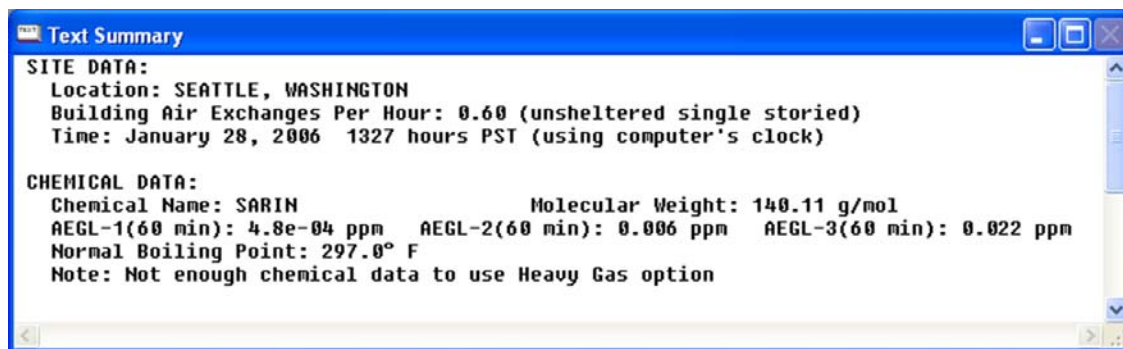 Text Summary
SITE DATA:
Location: SEATTLE, WASHINGTON
Building Air Exchanges Per Hour: 0.60 (unsheltered single storied)
Time: January 28, 2006 1327 hours PST (using computer's clock)
CHEMICAL DATA:
Chemical Name: SARIN Molecular Weight: 140.11 g/mol
AEGL-1(60 min): 4.8e-04 ppm AEGL-2(60 min): 0.006 ppm AEGL-3(60 min): 0.022 ppm
Normal Boiling Point: 297.0° F
Note: Not enough chemical data to use Heavy Gas option